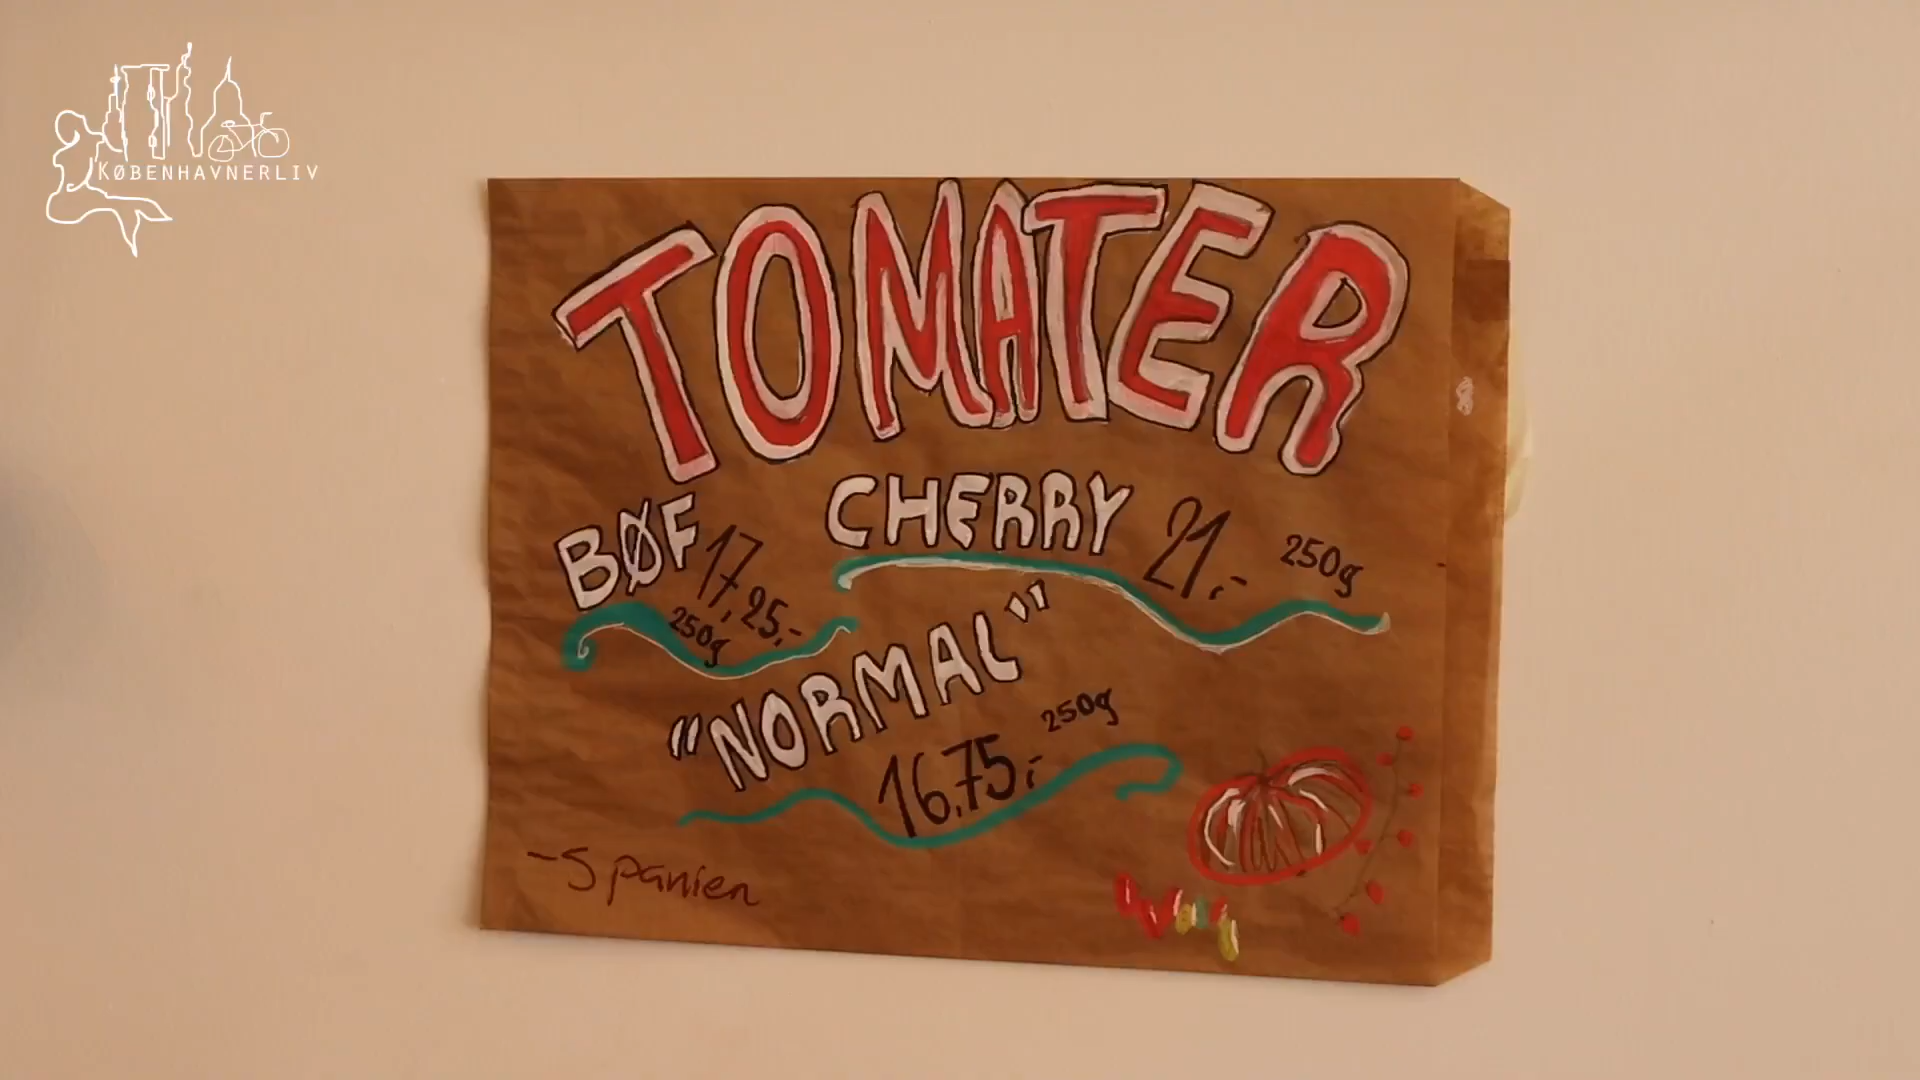 KØBENHAVNERLIV
TOMATER
BØF 17,25,-
250g
CHERRY 21,- 250g
"NORMAL"
16,75,- 250g
-Spanien